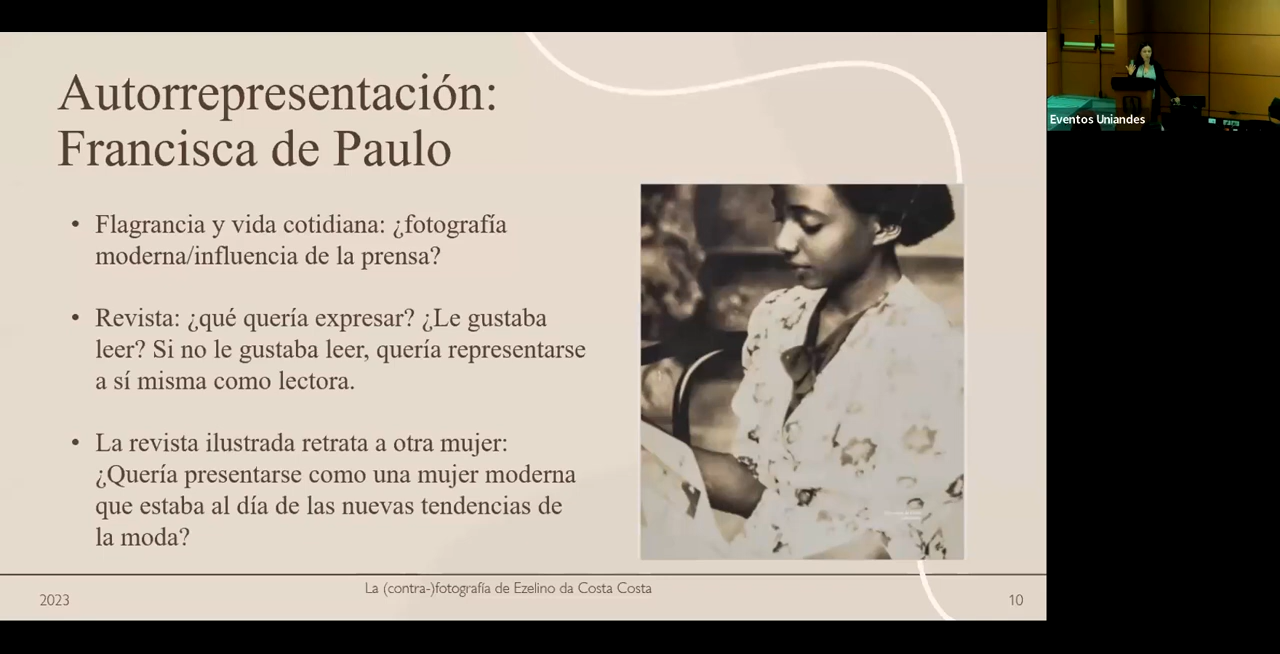 Autorrepresentación:
Francisca de Paulo
• Flagrancia y vida cotidiana: ¿fotografía
moderna/influencia de la prensa?
• Revista: ¿qué quería expresar? ¿Le gustaba
leer? Si no le gustaba leer, quería representarse
a sí misma como lectora.
• La revista ilustrada retrata a otra mujer:
¿Quería presentarse como una mujer moderna
que estaba al día de las nuevas tendencias de
la moda?
2023
La (contra-)fotografía de Ezelino da Costa Costa
10
Eventos Uniandes